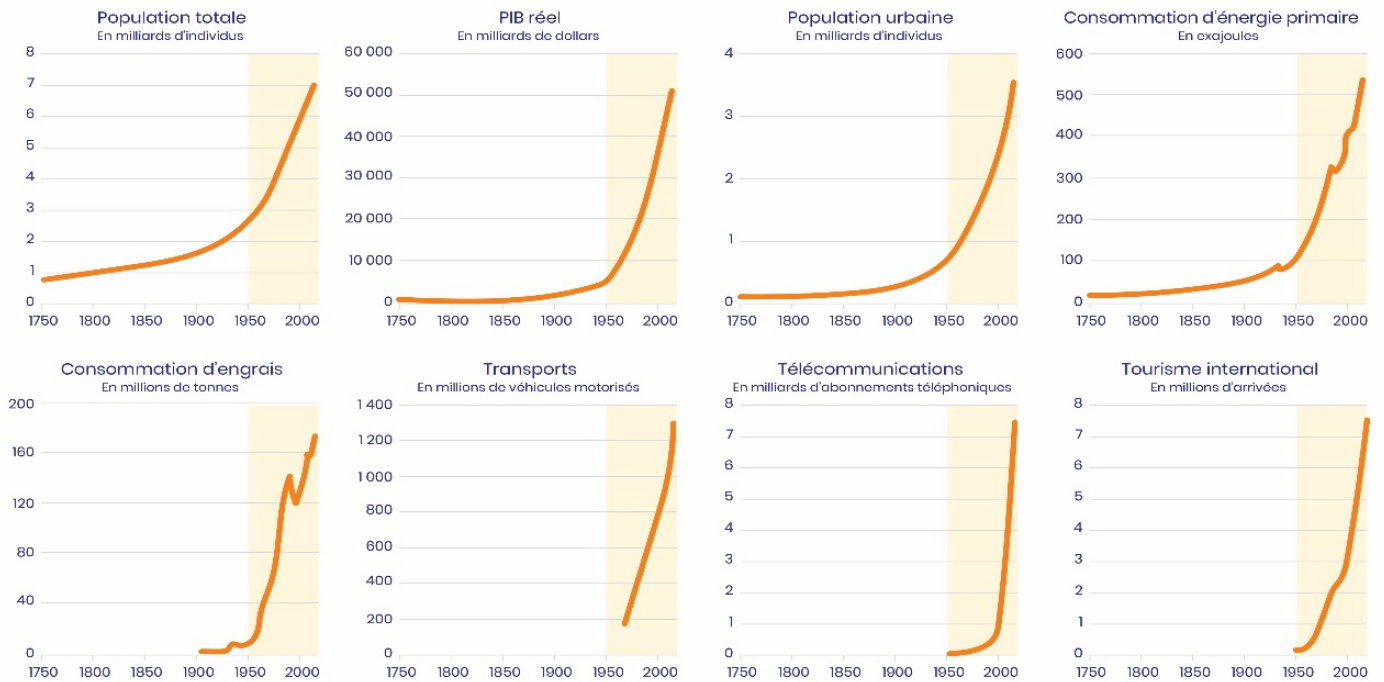 Population totale
En milliards d'individus
8
7
6
5
4
3
2
1
0
1750 1800 1850 1900 1950 2000
PIB réel
En milliards de dollars
60 000
50 000
40 000
30 000
20 000
10 000
0
1750 1800 1850 1900 1950 2000
Population urbaine
En milliards d'individus
4
3
2
1
0
1750 1800 1850 1900 1950 2000
Consommation d'énergie primaire
En exajoules
600
500
400
300
200
100
0
1750 1800 1850 1900 1950 2000
Consommation d'engrais
En millions de tonnes
200
160
120
80
40
0
1750 1800 1850 1900 1950 2000
Transports
En millions de véhicules motorisés
1 400
1 200
1 000
800
600
400
200
0
1750 1800 1850 1900 1950 2000
Télécommunications
En milliards d'abonnements téléphoniques
8
7
6
5
4
3
2
1
0
1750 1800 1850 1900 1950 2000
Tourisme international
En millions d'arrivées
8
7
6
5
4
3
2
1
0
1750 1800 1850 1900 1950 2000